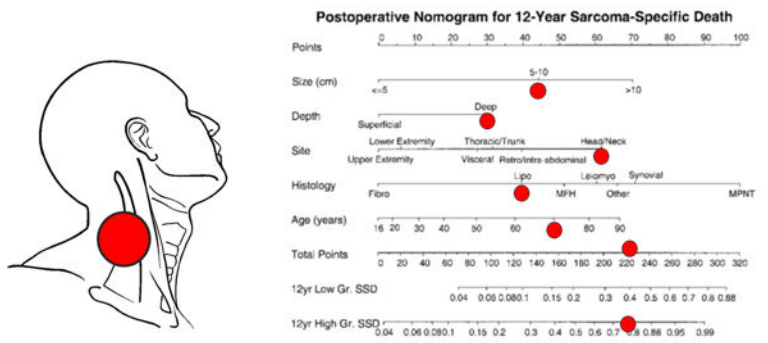 Postoperative Nomogram for 12-Year Sarcoma-Specific Death
Points 0 10 20 30 40 50 60 70 80 90 100
5-10
Size (cm)
<=5 >10
Deep
Depth
Superficial
Lower Extremity Thoracic/Trunk Head/Neck
Site
Upper Extremity Visceral Retro/Intra-abdominal
Lipo Leiomyo Synovial
Histology
Fibro MFH Other MPNT
Age (years)
16 20 30 40 50 60 80 90
Total Points
0 20 40 60 80 100 120 140 160 180 200 220 240 260 280 300 320
12yr Low Gr. SSD
0.04 0.06 0.08 0.1 0.15 0.2 0.3 0.4 0.5 0.6 0.7 0.8 0.88
12yr High Gr. SSD
0.04 0.06 0.08 0.1 0.15 0.2 0.3 0.4 0.5 0.6 0.7 0.88 0.95 0.99